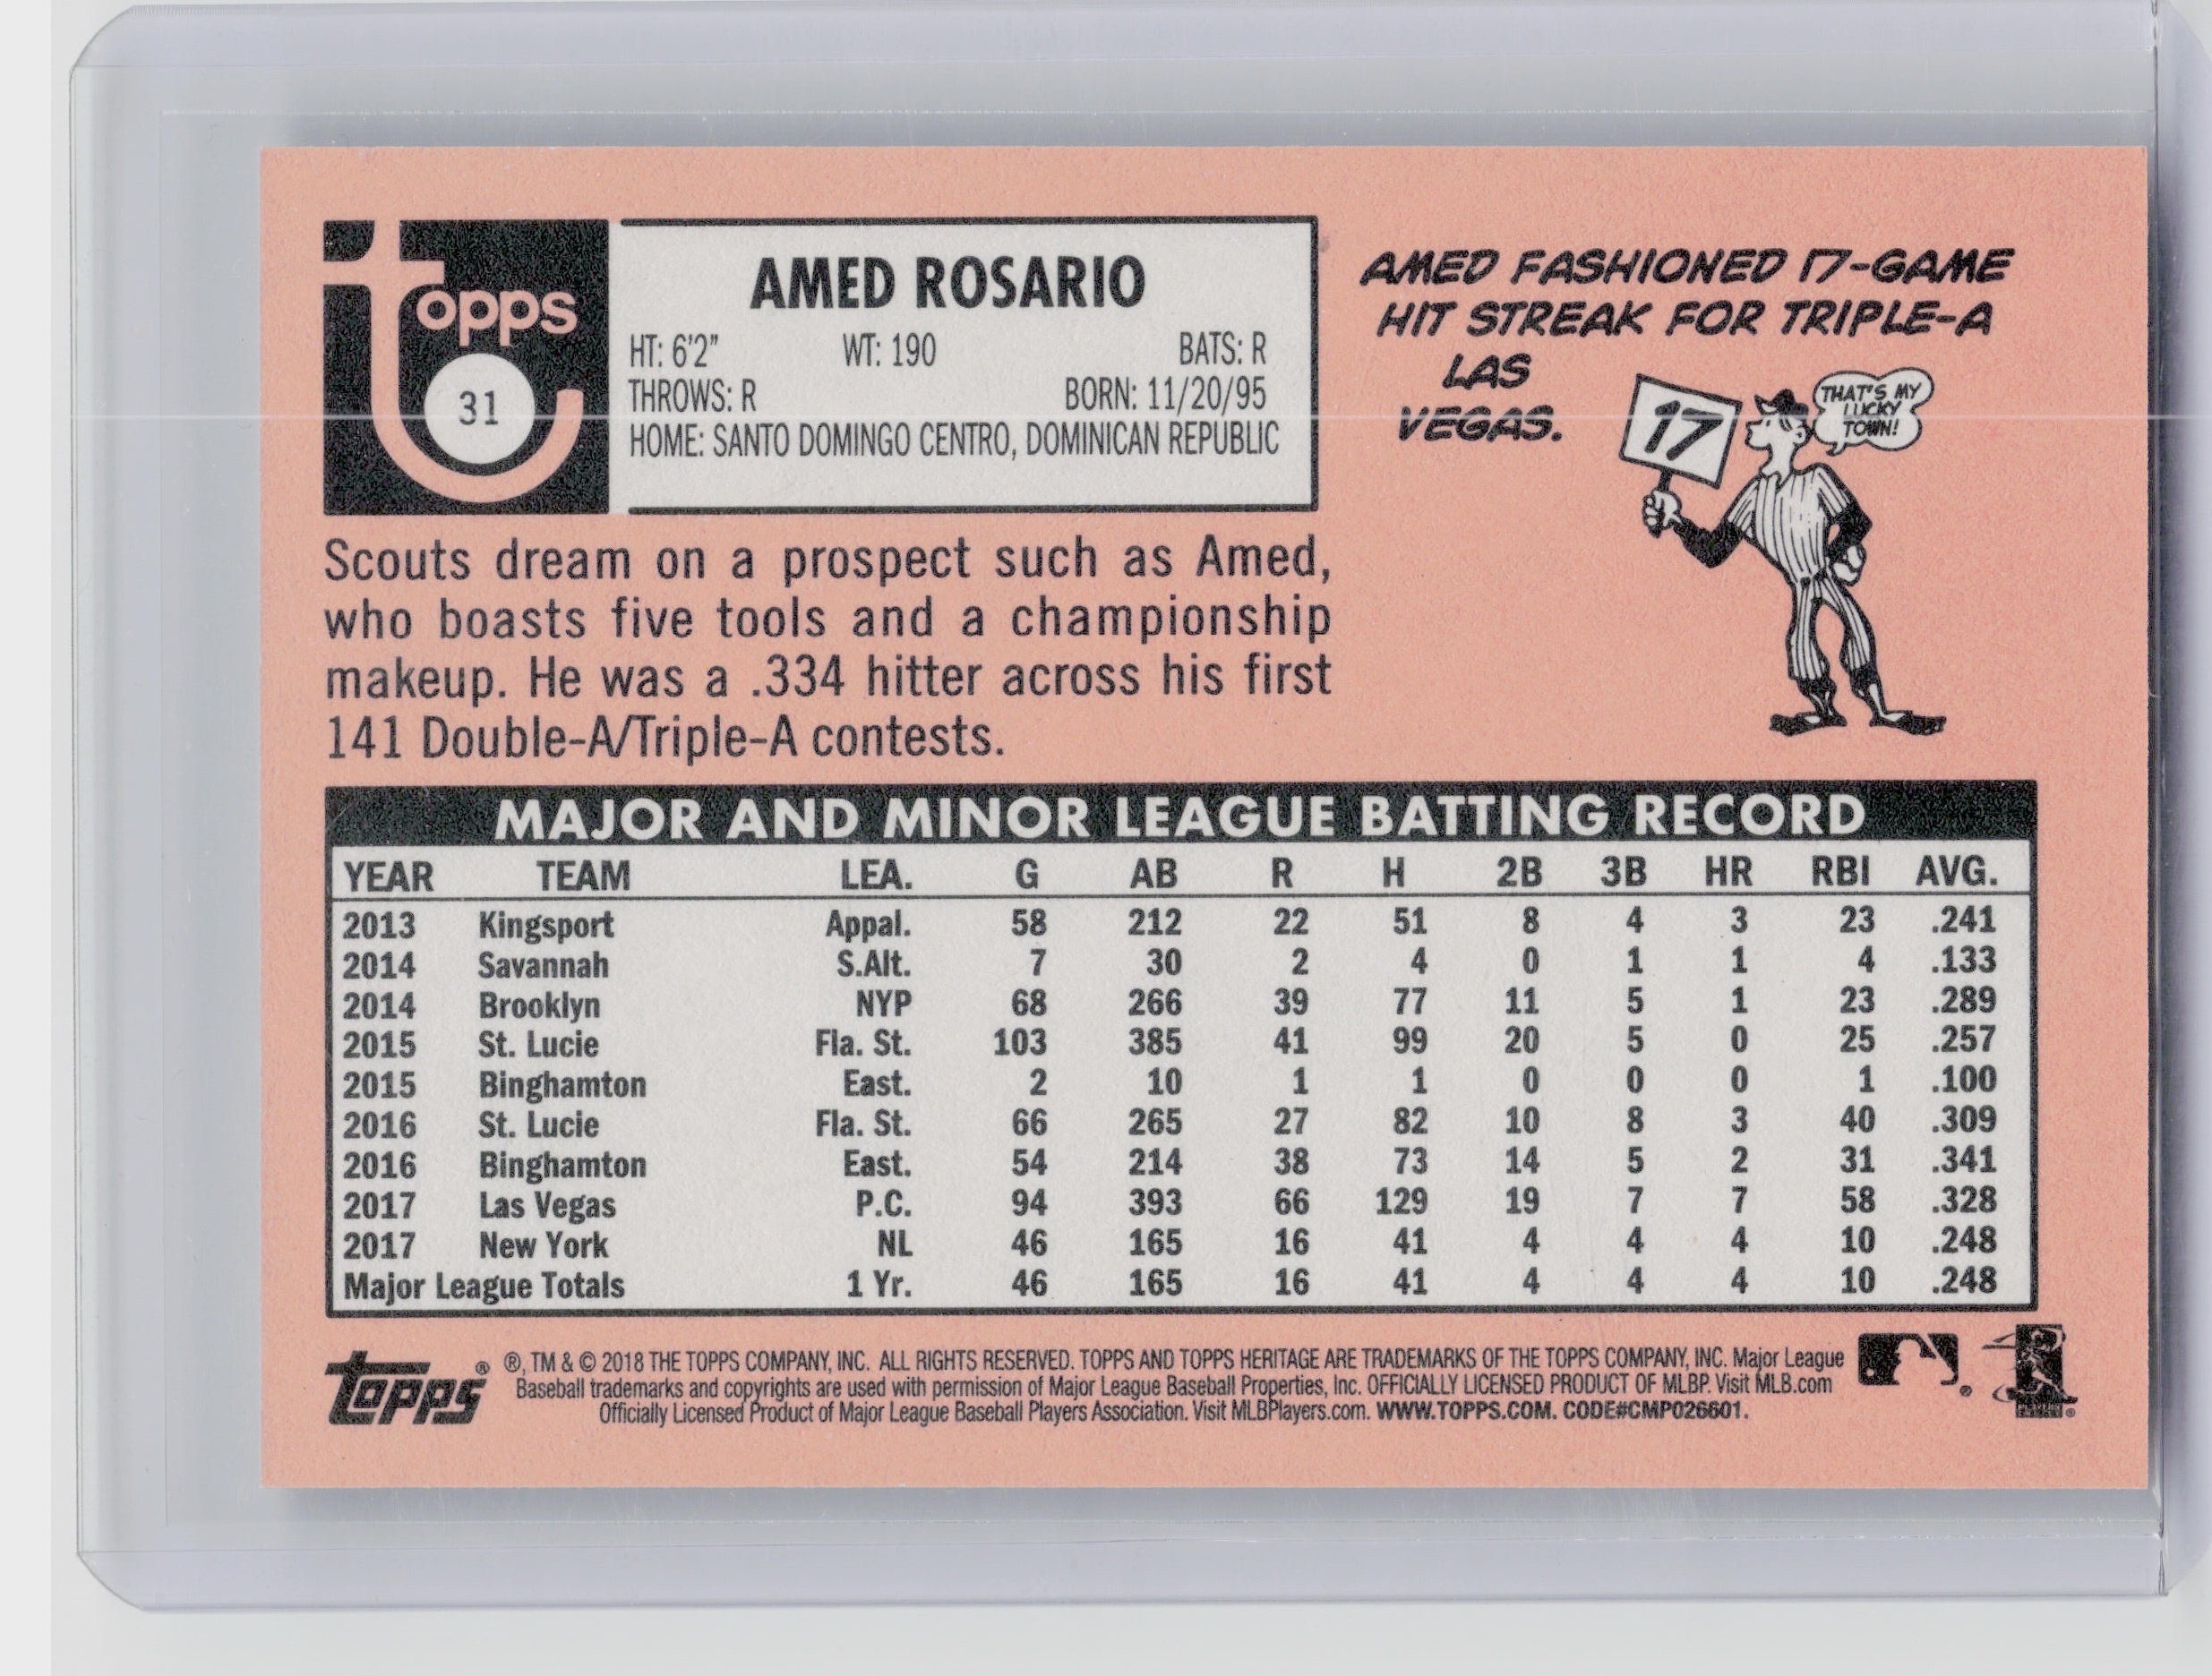 topps
31
AMED ROSARIO
HT: 6'2" WT: 190 BATS: R
THROWS: R BORN: 11/20/95
HOME: SANTO DOMINGO CENTRO, DOMINICAN REPUBLIC
AMED FASHIONED 17-GAME
HIT STREAK FOR TRIPLE-A
LAS
VEGAS.
17
THAT'S MY
LUCKY
TOWN!
Scouts dream on a prospect such as Amed,
who boasts five tools and a championship
makeup. He was a .334 hitter across his first
141 Double-A/Triple-A contests.
MAJOR AND MINOR LEAGUE BATTING RECORD
YEAR TEAM LEA. G AB R H 2B 3B HR RBI AVG.
2013 Kingsport Appal. 58 212 22 51 8 4 3 23 .241
2014 Savannah S.Alt. 7 30 2 4 0 1 1 4 .133
2014 Brooklyn NYP 68 266 39 77 11 5 1 23 .289
2015 St. Lucie Fla. St. 103 385 41 99 20 5 0 25 .257
2015 Binghamton East. 2 10 1 1 0 0 0 1 .100
2016 St. Lucie Fla. St. 66 265 27 82 10 8 3 40 .309
2016 Binghamton East. 54 214 38 73 14 5 2 31 .341
2017 Las Vegas P.C. 94 393 66 129 19 7 7 58 .328
2017 New York NL 46 165 16 41 4 4 4 10 .248
Major League Totals 1 Yr. 46 165 16 41 4 4 4 10 .248
topps® ®, TM & © 2018 THE TOPPS COMPANY, INC. ALL RIGHTS RESERVED. TOPPS AND TOPPS HERITAGE ARE TRADEMARKS OF THE TOPPS COMPANY, INC. Major League
Baseball trademarks and copyrights are used with permission of Major League Baseball Properties, Inc. OFFICIALLY LICENSED PRODUCT OF MLBP. Visit MLB.com
Officially Licensed Product of Major League Baseball Players Association. Visit MLBPlayers.com. WWW.TOPPS.COM. CODE#CMP026601.